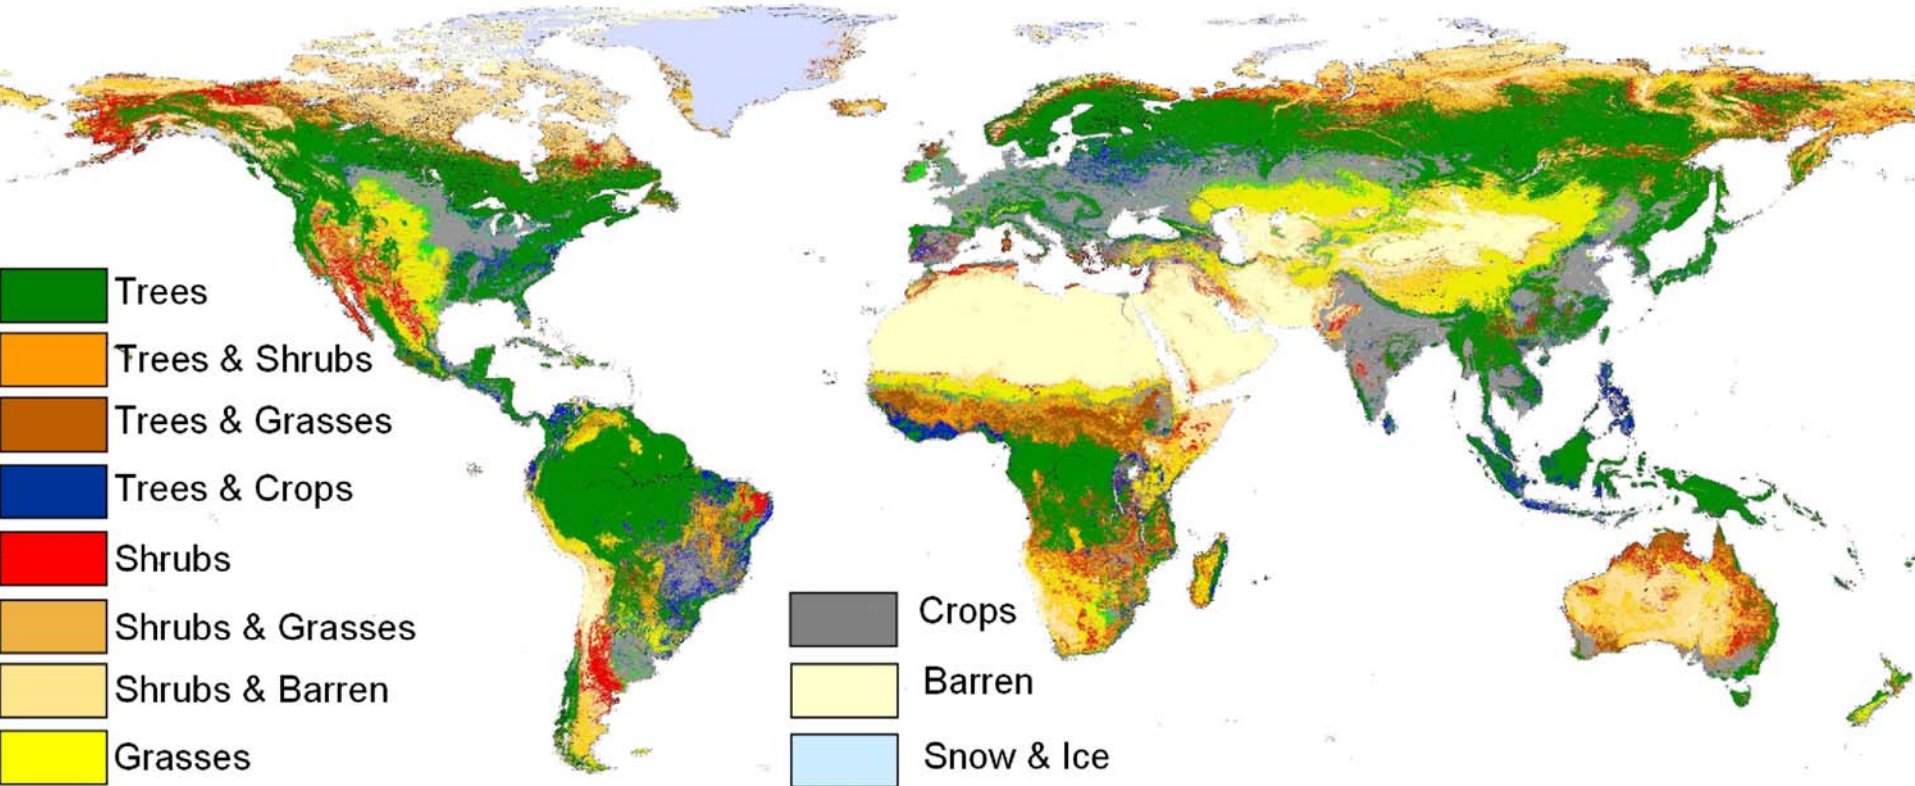 Trees
Trees & Shrubs
Trees & Grasses
Trees & Crops
Shrubs
Shrubs & Grasses
Shrubs & Barren
Grasses
Crops
Barren
Snow & Ice